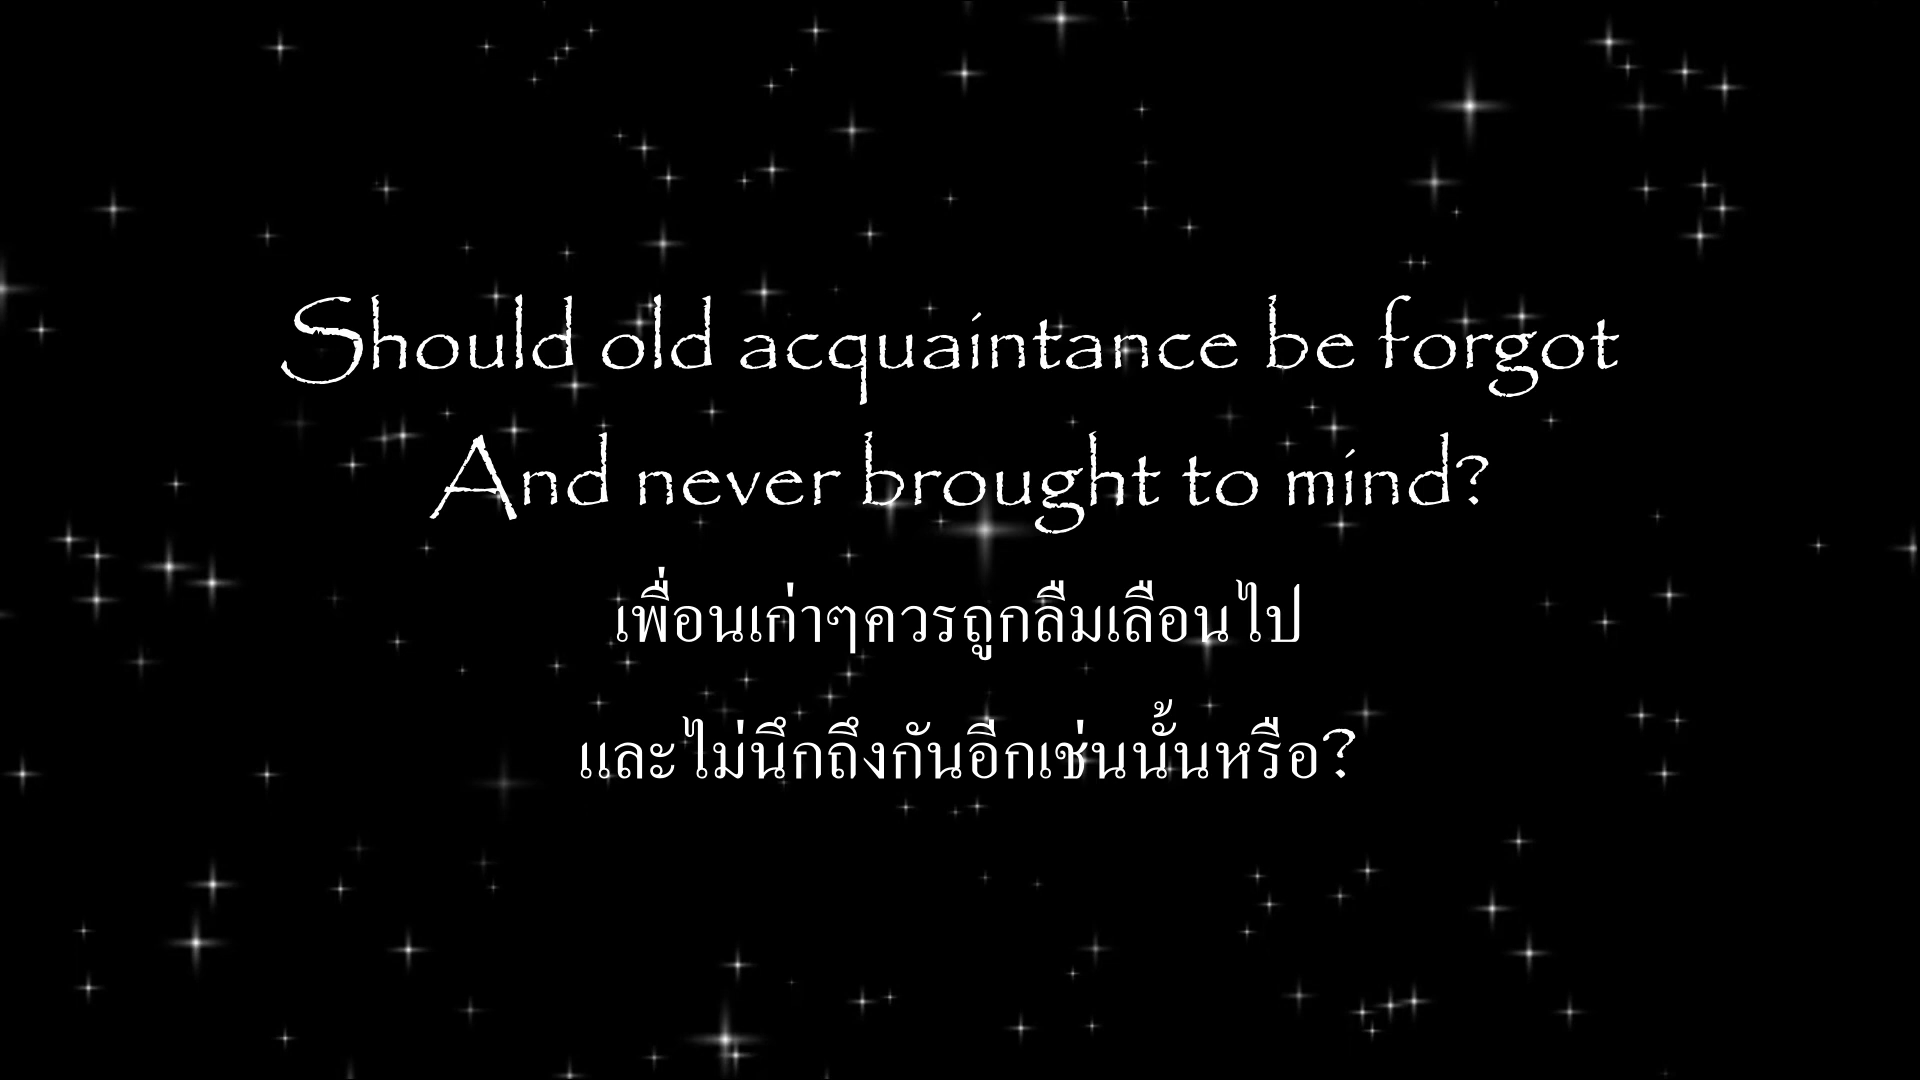 Should old acquaintance be forgot
And never brought to mind?
เพื่อนเก่าๆควรถูกลืมเลือนไป
และไม่นึกถึงกันอีกเช่นนั้นหรือ?